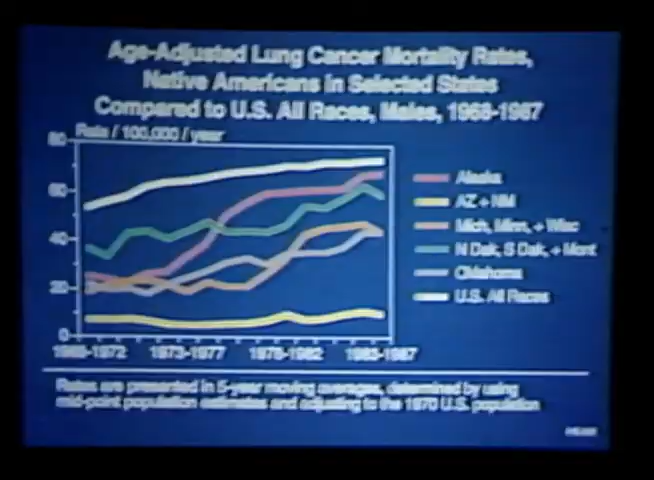 Age-Adjusted Lung Cancer Mortality Rates,
Native Americans in Selected States
Compared to U.S. All Races, Males, 1968-1987
Rate / 100,000 / year
80
60
40
20
0
1968-1972 1973-1977 1978-1982 1983-1987
Alaska
AZ + NM
Mich, Minn, + Wisc
N Dak, S Dak, + Mont
Oklahoma
U.S. All Races
Rates are presented in 5-year moving averages, determined by using
mid-point population estimates and adjusting to the 1970 U.S. population